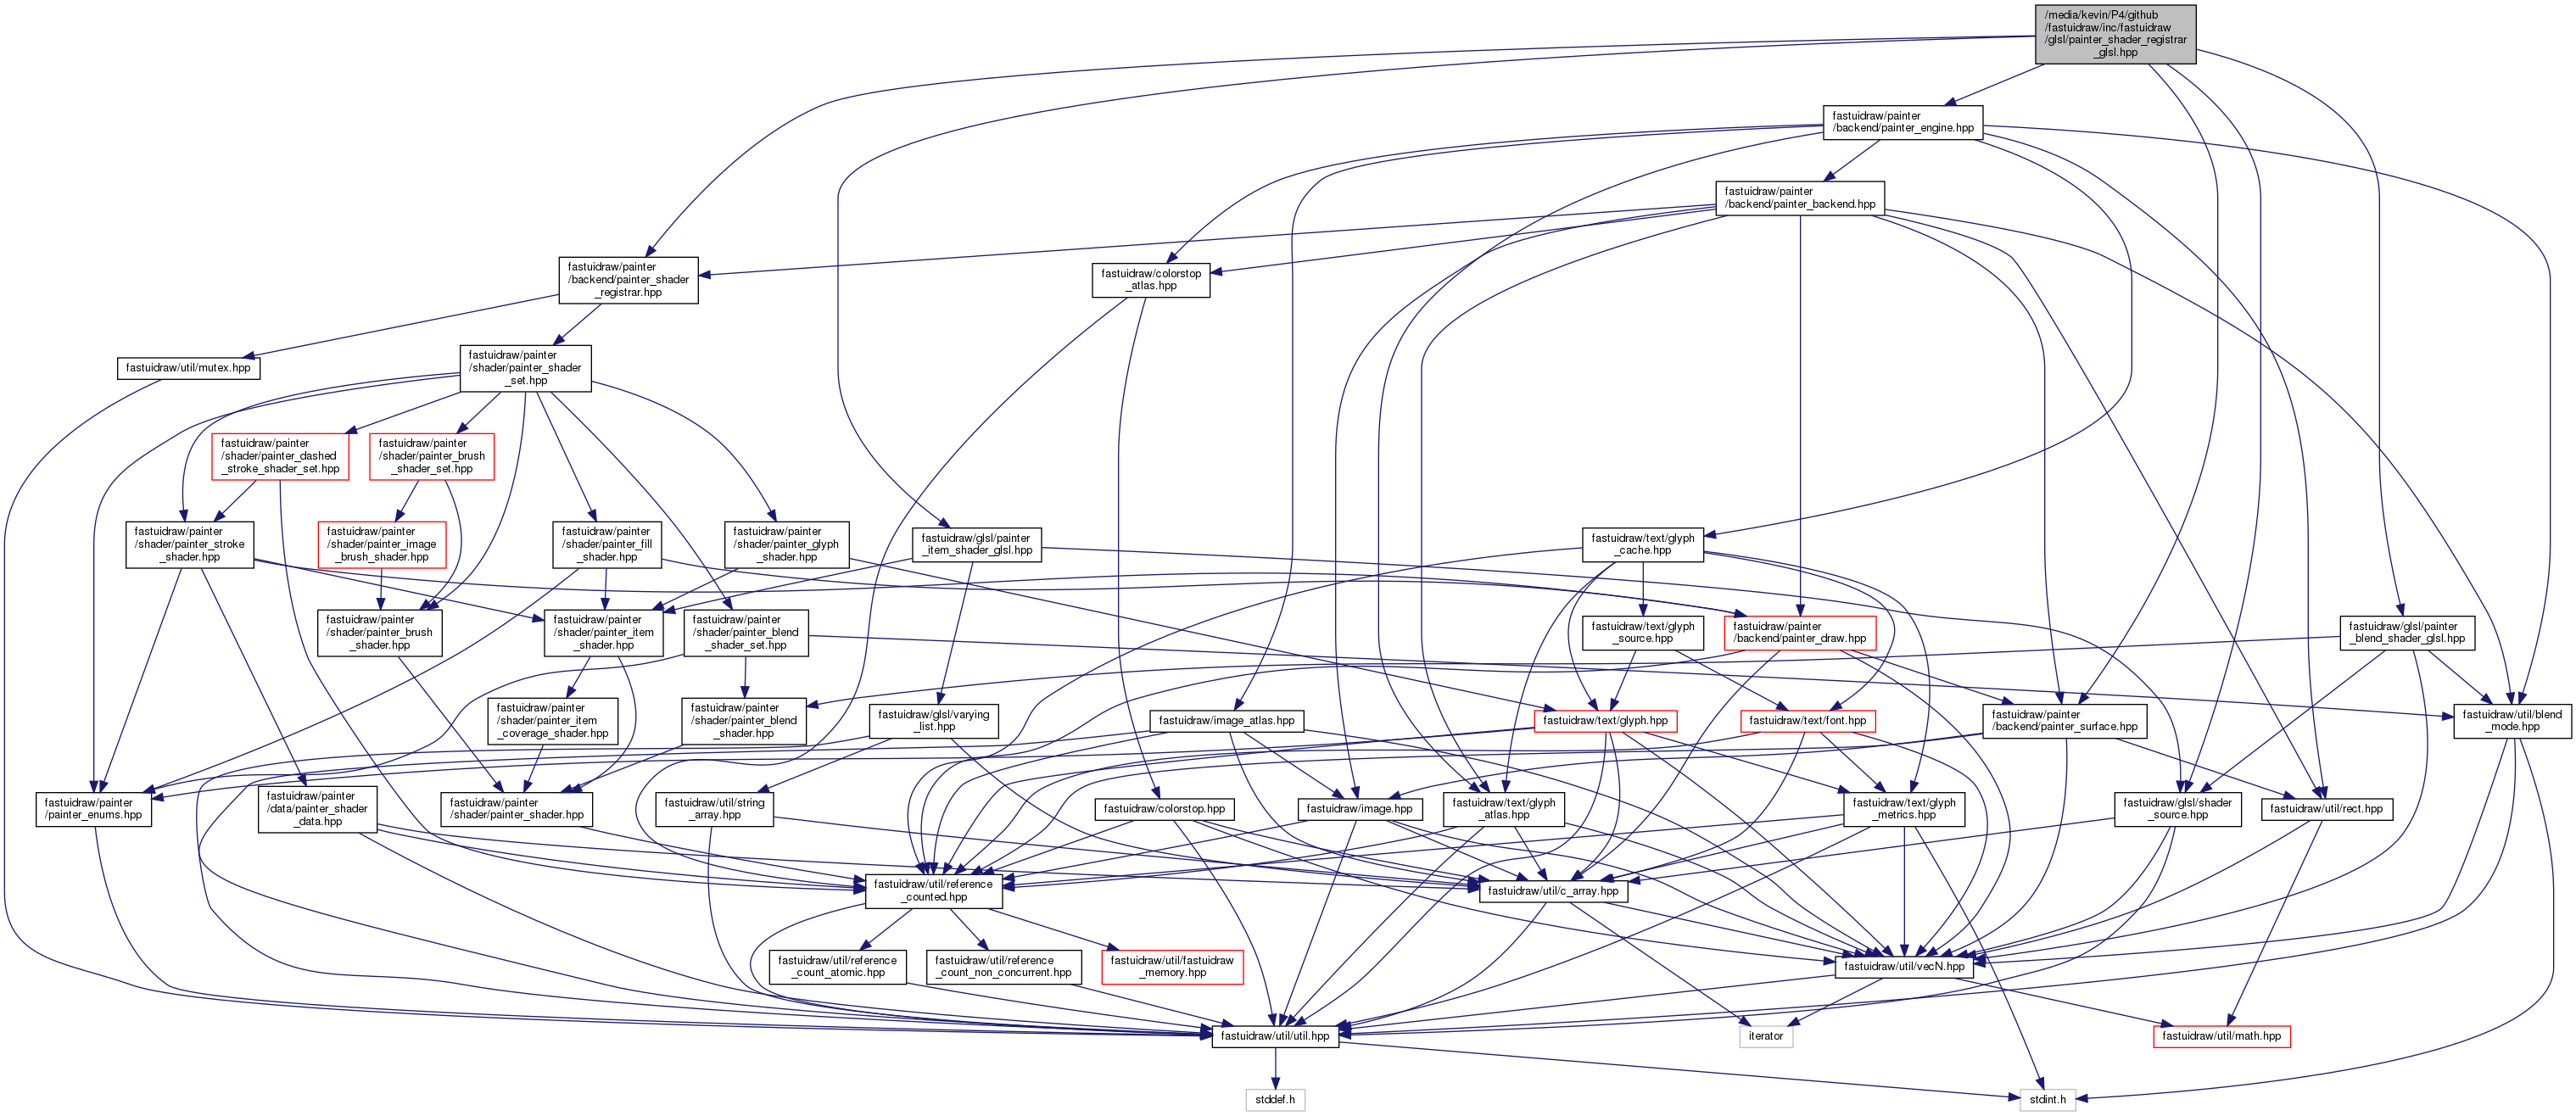 /media/kevin/P4/github
/fastuidraw/inc/fastuidraw
/glsl/painter_shader_registrar
_glsl.hpp
fastuidraw/painter
/backend/painter_engine.hpp
fastuidraw/painter
/backend/painter_backend.hpp
fastuidraw/painter
/backend/painter_shader
_registrar.hpp
fastuidraw/colorstop
_atlas.hpp
fastuidraw/util/mutex.hpp
fastuidraw/painter
/shader/painter_shader
_set.hpp
fastuidraw/painter
/shader/painter_dashed
_stroke_shader_set.hpp
fastuidraw/painter
/shader/painter_brush
_shader_set.hpp
fastuidraw/painter
/shader/painter_stroke
_shader.hpp
fastuidraw/painter
/shader/painter_image
_brush_shader.hpp
fastuidraw/painter
/shader/painter_fill
_shader.hpp
fastuidraw/painter
/shader/painter_glyph
_shader.hpp
fastuidraw/glsl/painter
_item_shader_glsl.hpp
fastuidraw/text/glyph
_cache.hpp
fastuidraw/painter
/shader/painter_brush
_shader.hpp
fastuidraw/painter
/shader/painter_item
_shader.hpp
fastuidraw/painter
/shader/painter_blend
_shader_set.hpp
fastuidraw/text/glyph
_source.hpp
fastuidraw/painter
/backend/painter_draw.hpp
fastuidraw/glsl/painter
_blend_shader_glsl.hpp
fastuidraw/painter
/shader/painter_item
_coverage_shader.hpp
fastuidraw/painter
/shader/painter_blend
_shader.hpp
fastuidraw/glsl/varying
_list.hpp
fastuidraw/image_atlas.hpp
fastuidraw/text/glyph.hpp
fastuidraw/text/font.hpp
fastuidraw/painter
/backend/painter_surface.hpp
fastuidraw/util/blend
_mode.hpp
fastuidraw/painter
/painter_enums.hpp
fastuidraw/painter
/data/painter_shader
_data.hpp
fastuidraw/painter
/shader/painter_shader.hpp
fastuidraw/util/string
_array.hpp
fastuidraw/colorstop.hpp
fastuidraw/image.hpp
fastuidraw/text/glyph
_atlas.hpp
fastuidraw/text/glyph
_metrics.hpp
fastuidraw/glsl/shader
_source.hpp
fastuidraw/util/rect.hpp
fastuidraw/util/reference
_counted.hpp
fastuidraw/util/c_array.hpp
fastuidraw/util/reference
_count_atomic.hpp
fastuidraw/util/reference
_count_non_concurrent.hpp
fastuidraw/util/fastuidraw
_memory.hpp
fastuidraw/util/vecN.hpp
fastuidraw/util/util.hpp
iterator
fastuidraw/util/math.hpp
stddef.h
stdint.h